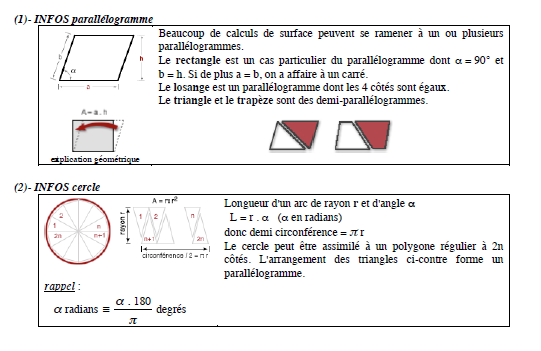 (1)- INFOS parallélogramme
Beaucoup de calculs de surface peuvent se ramener à un ou plusieurs
parallélogrammes.
Le rectangle est un cas particulier du parallélogramme dont α = 90° et
b = h. Si de plus a = b, on a affaire à un carré.
Le losange est un parallélogramme dont les 4 côtés sont égaux.
Le triangle et le trapèze sont des demi-parallélogrammes.
b
h
α
a
A = a . h
explication géométrique
(2)- INFOS cercle
2
1
2n
n
n+1
A = π r²
rayon r
1 2 n
n+1 2n
circonférence / 2 = π r
Longueur d'un arc de rayon r et d'angle α
L = r . α (α en radians)
donc demi circonférence = π r
Le cercle peut être assimilé à un polygone régulier à 2n
côtés. L'arrangement des triangles ci-contre forme un
parallélogramme.
rappel :
α radians ≡ α . 180 / π degrés